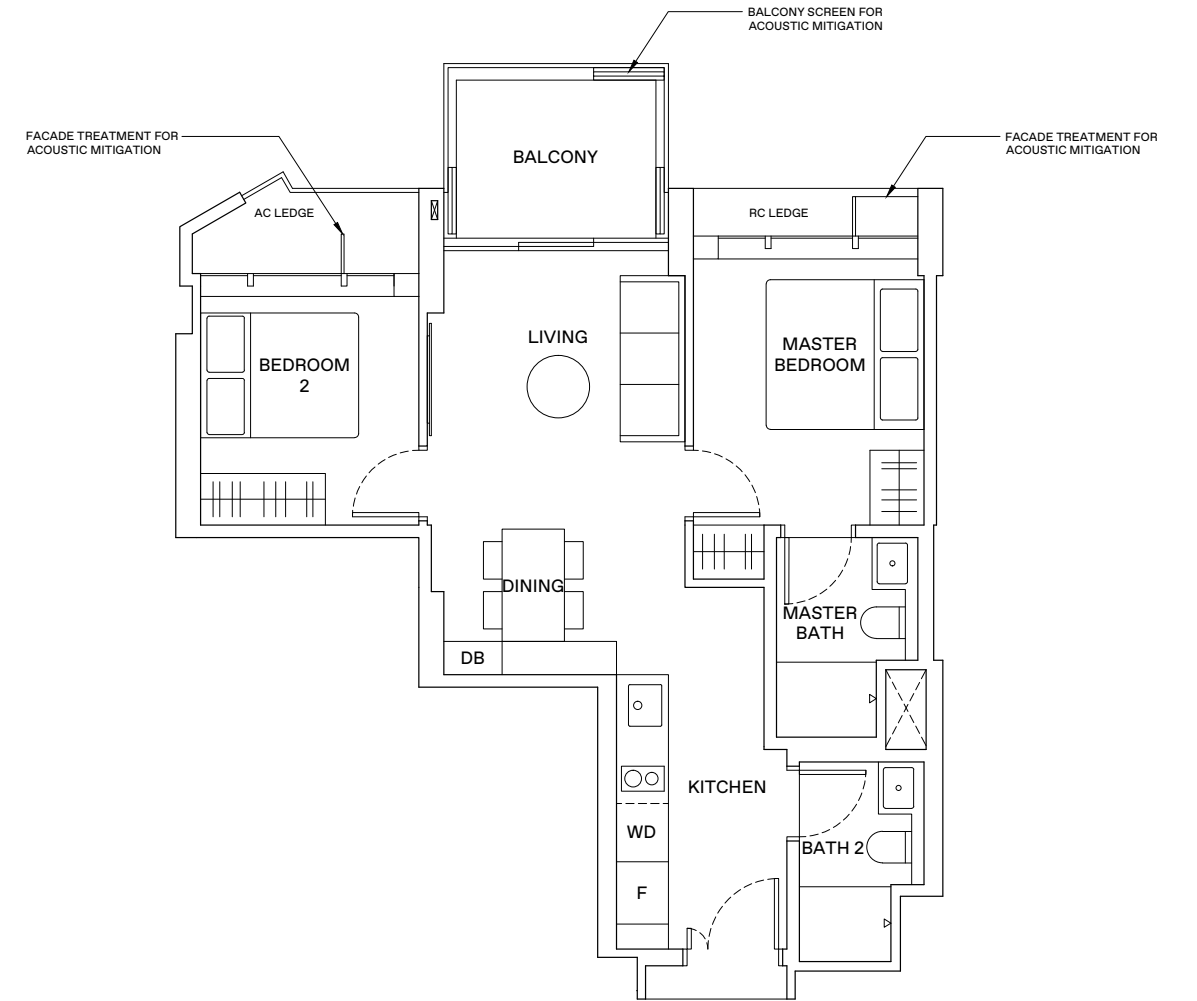 BALCONY SCREEN FOR
ACOUSTIC MITIGATION
FACADE TREATMENT FOR
ACOUSTIC MITIGATION
FACADE TREATMENT FOR
ACOUSTIC MITIGATION
BALCONY
AC LEDGE
RC LEDGE
LIVING
MASTER
BEDROOM
BEDROOM
2
DINING
MASTER
BATH
DB
KITCHEN
WD
BATH 2
F